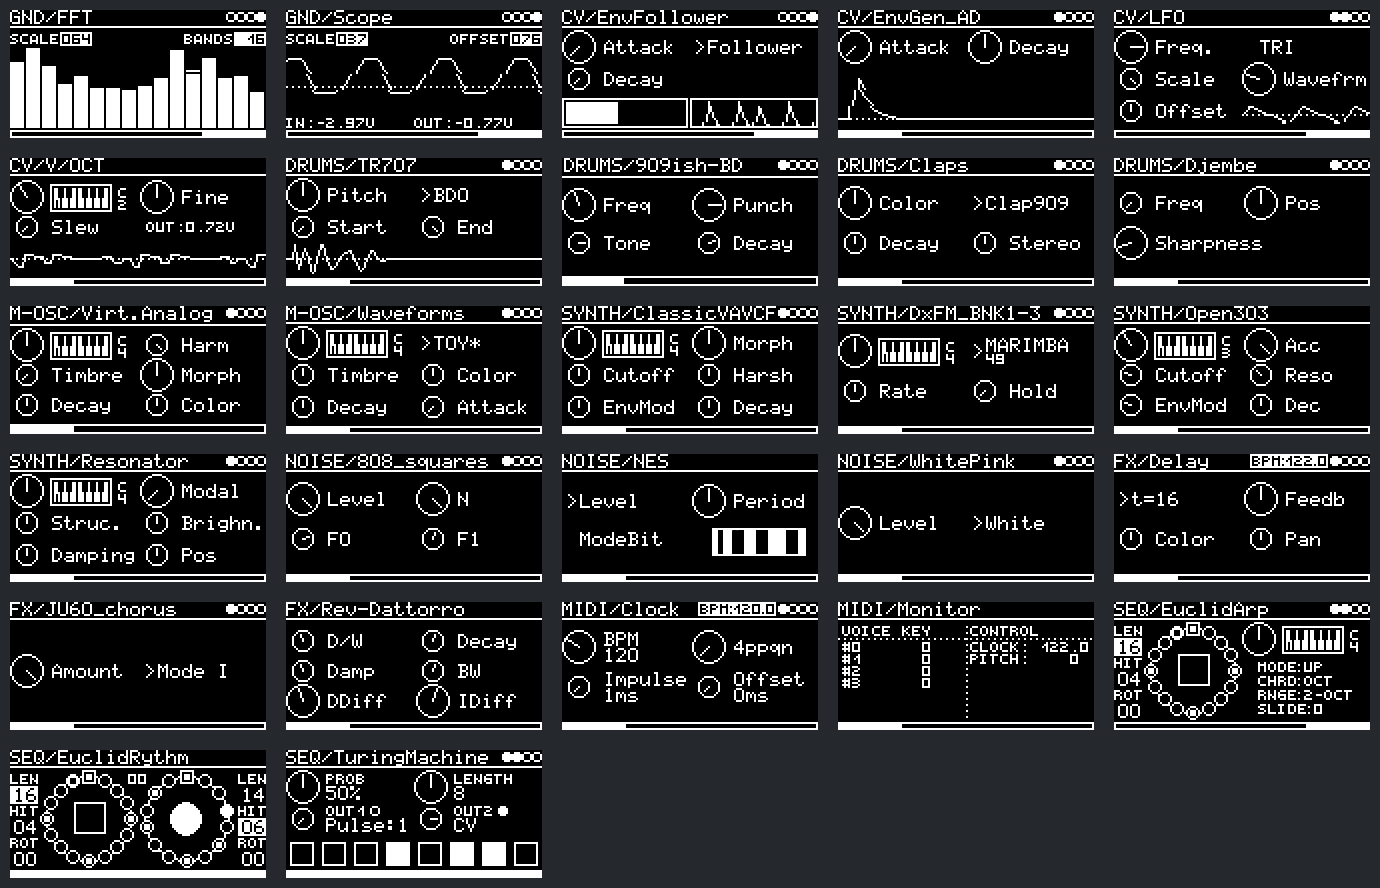 GND/FFT
SCALE 064 BANDS 16
GND/Scope
SCALE 037 OFFSET 076
IN:-2.97V OUT:-0.77V
CV/EnvFollower
Attack >Follower
Decay
CV/EnvGen_AD
Attack Decay
CV/LFO
Freq. TRI
Scale Wavefrm
Offset
CV/V/OCT
C2 Fine
Slew OUT:0.72V
DRUMS/TR707
Pitch >BD0
Start End
DRUMS/909ish-BD
Freq Punch
Tone Decay
DRUMS/Claps
Color >Clap909
Decay Stereo
DRUMS/Djembe
Freq Pos
Sharpness
M-OSC/Virt.Analog
C4 Harm
Timbre Morph
Decay Color
M-OSC/Waveforms
C4 >TOY*
Timbre Color
Decay Attack
SYNTH/ClassicVAVCF
C4 Morph
Cutoff Harsh
EnvMod Decay
SYNTH/DxFM_BNK1-3
C4 >MARIMBA
49
Rate Hold
SYNTH/Open303
C3 Acc
Cutoff Reso
EnvMod Dec
SYNTH/Resonator
C4 Modal
Struc. Brighn.
Damping Pos
NOISE/808_squares
Level N
F0 F1
NOISE/NES
>Level Period
ModeBit
NOISE/WhitePink
Level >White
FX/Delay BPM:122.0
>t=16 Feedb
Color Pan
FX/JU60_chorus
Amount >Mode I
FX/Rev-Dattorro
D/W Decay
Damp BW
DDiff IDiff
MIDI/Clock BPM:120.0
BPM 4ppqn
120
Impulse Offset
1ms 0ms
MIDI/Monitor
VOICE KEY CONTROL
#0 0 CLOCK: 122.0
#1 0 PITCH: 0
#2 0
#3 0
SEQ/EuclidArp
LEN
16 C4
HIT MODE:UP
04 CHRD:OCT
ROT RNGE:2-OCT
00 SLIDE:0
SEQ/EuclidRythm
LEN 00 LEN
16 14
HIT HIT
04 06
ROT ROT
00 00
SEQ/TuringMachine
PROB LENGTH
50% 8
OUT1 OUT2
Pulse:1 CV